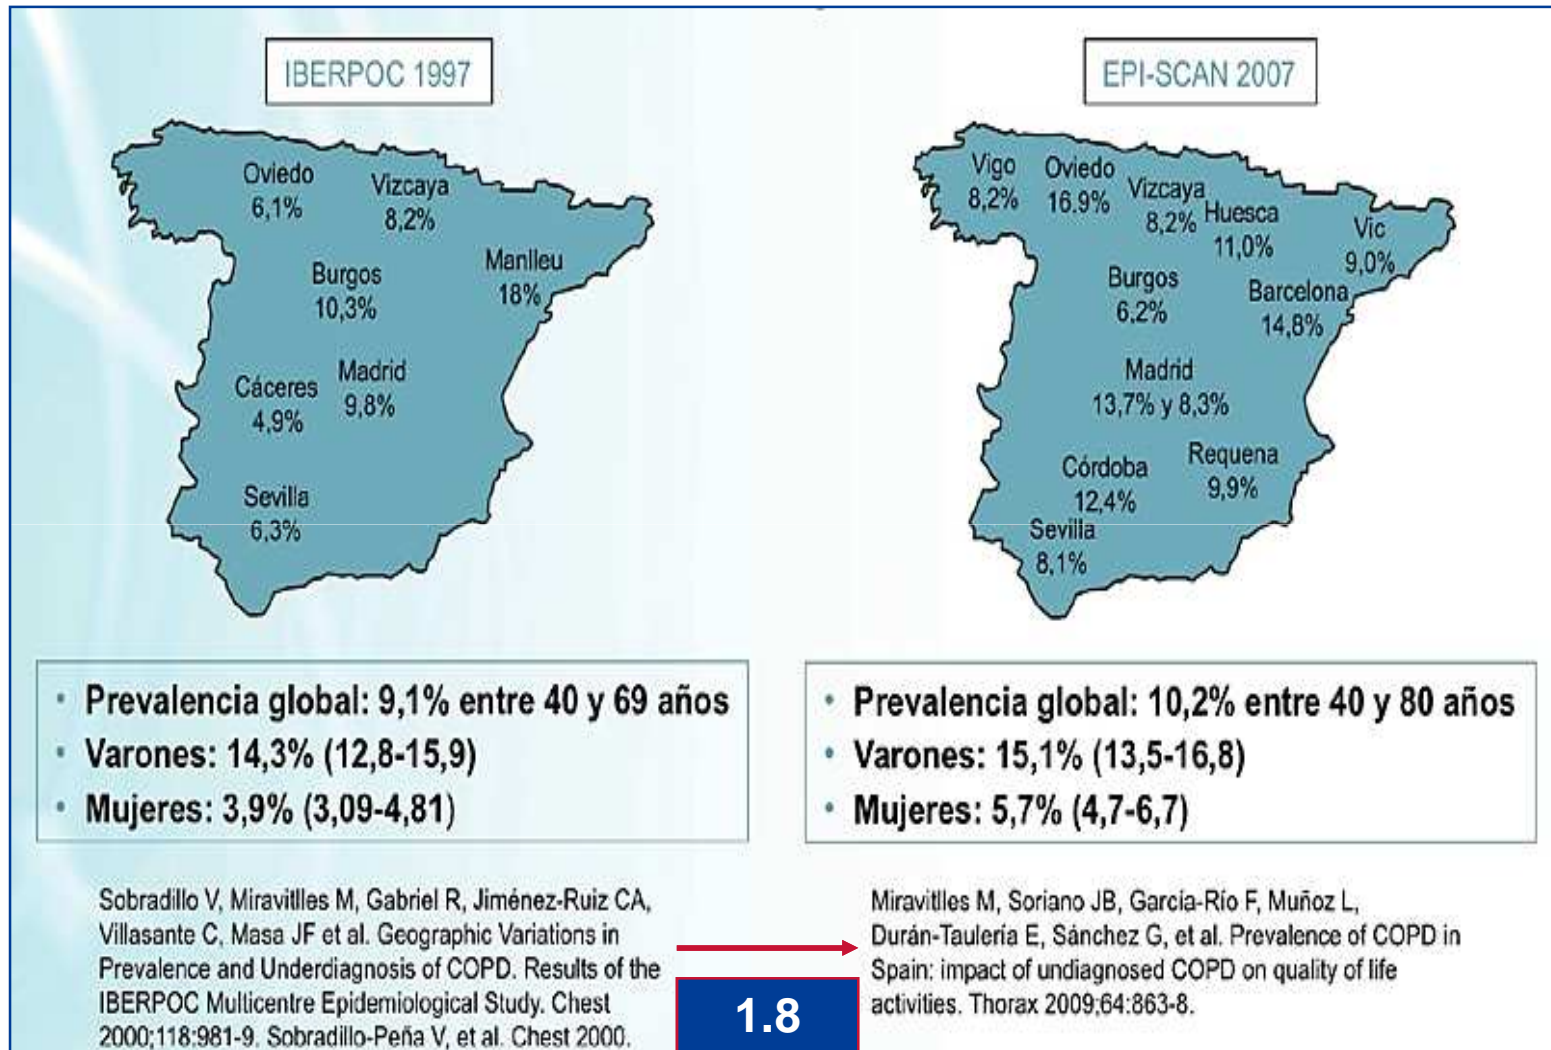 IBERPOC 1997
Oviedo
6,1%
Vizcaya
8,2%
Manlleu
18%
Burgos
10,3%
Madrid
9,8%
Cáceres
4.9%
Sevilla
6,3%
• Prevalencia global: 9,1% entre 40 y 69 años
• Varones: 14,3% (12,8-15,9)
• Mujeres: 3,9% (3,09-4,81)
Sobradillo V, Miravitlles M, Gabriel R, Jiménez-Ruiz CA,
Villasante C, Masa JF et al. Geographic Variations in
Prevalence and Underdiagnosis of COPD. Results of the
IBERPOC Multicentre Epidemiological Study. Chest
2000;118:981-9. Sobradillo-Peña V, et al. Chest 2000.
EPI-SCAN 2007
Vigo
8,2%
Oviedo
16.9%
Vizcaya
8,2%
Huesca
11,0%
Vic
9,0%
Burgos
6,2%
Barcelona
14,8%
Madrid
13,7% y 8,3%
Córdoba
12,4%
Requena
9,9%
Sevilla
8,1%
• Prevalencia global: 10,2% entre 40 y 80 años
• Varones: 15,1% (13,5-16,8)
• Mujeres: 5,7% (4,7-6,7)
Miravitlles M, Soriano JB, García-Río F, Muñoz L,
Durán-Tauleria E, Sánchez G, et al. Prevalence of COPD in
Spain: impact of undiagnosed COPD on quality of life
activities. Thorax 2009;64:863-8.
1.8